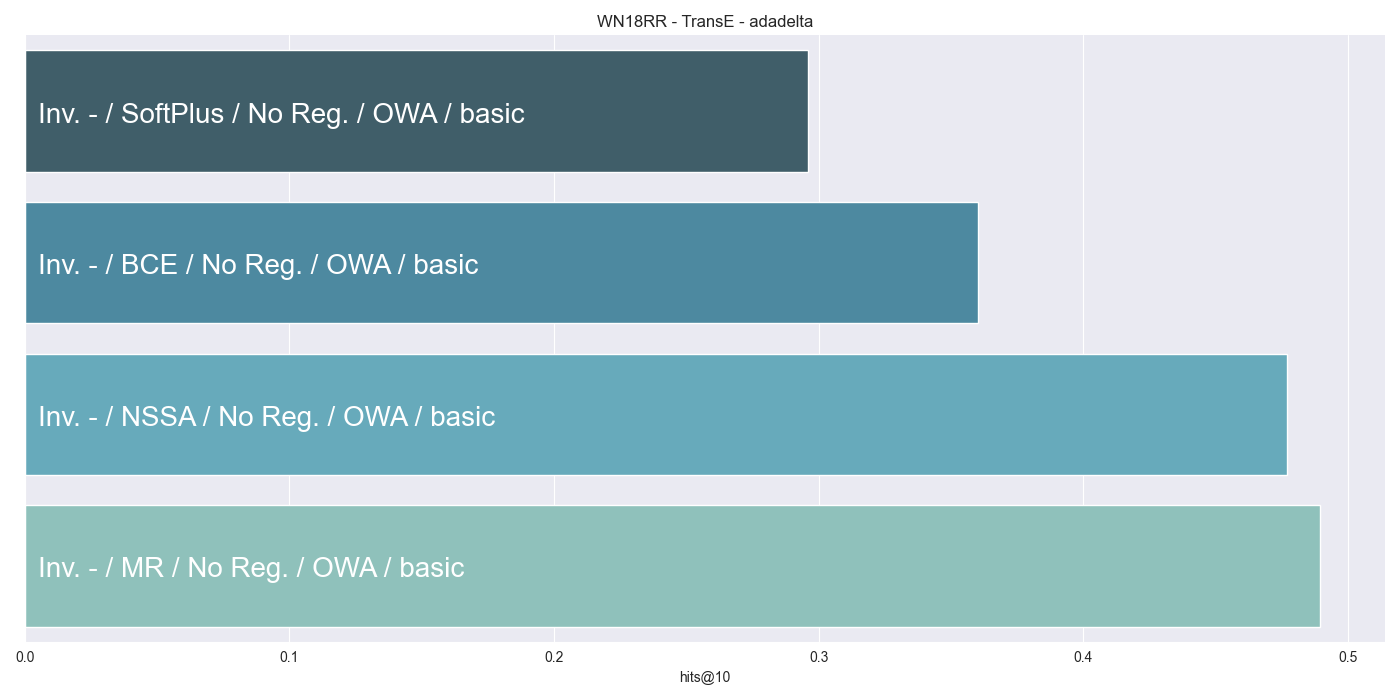 WN18RR - TransE - adadelta
Inv. - / SoftPlus / No Reg. / OWA / basic
Inv. - / BCE / No Reg. / OWA / basic
Inv. - / NSSA / No Reg. / OWA / basic
Inv. - / MR / No Reg. / OWA / basic
0.0 0.1 0.2 0.3 0.4 0.5
hits@10